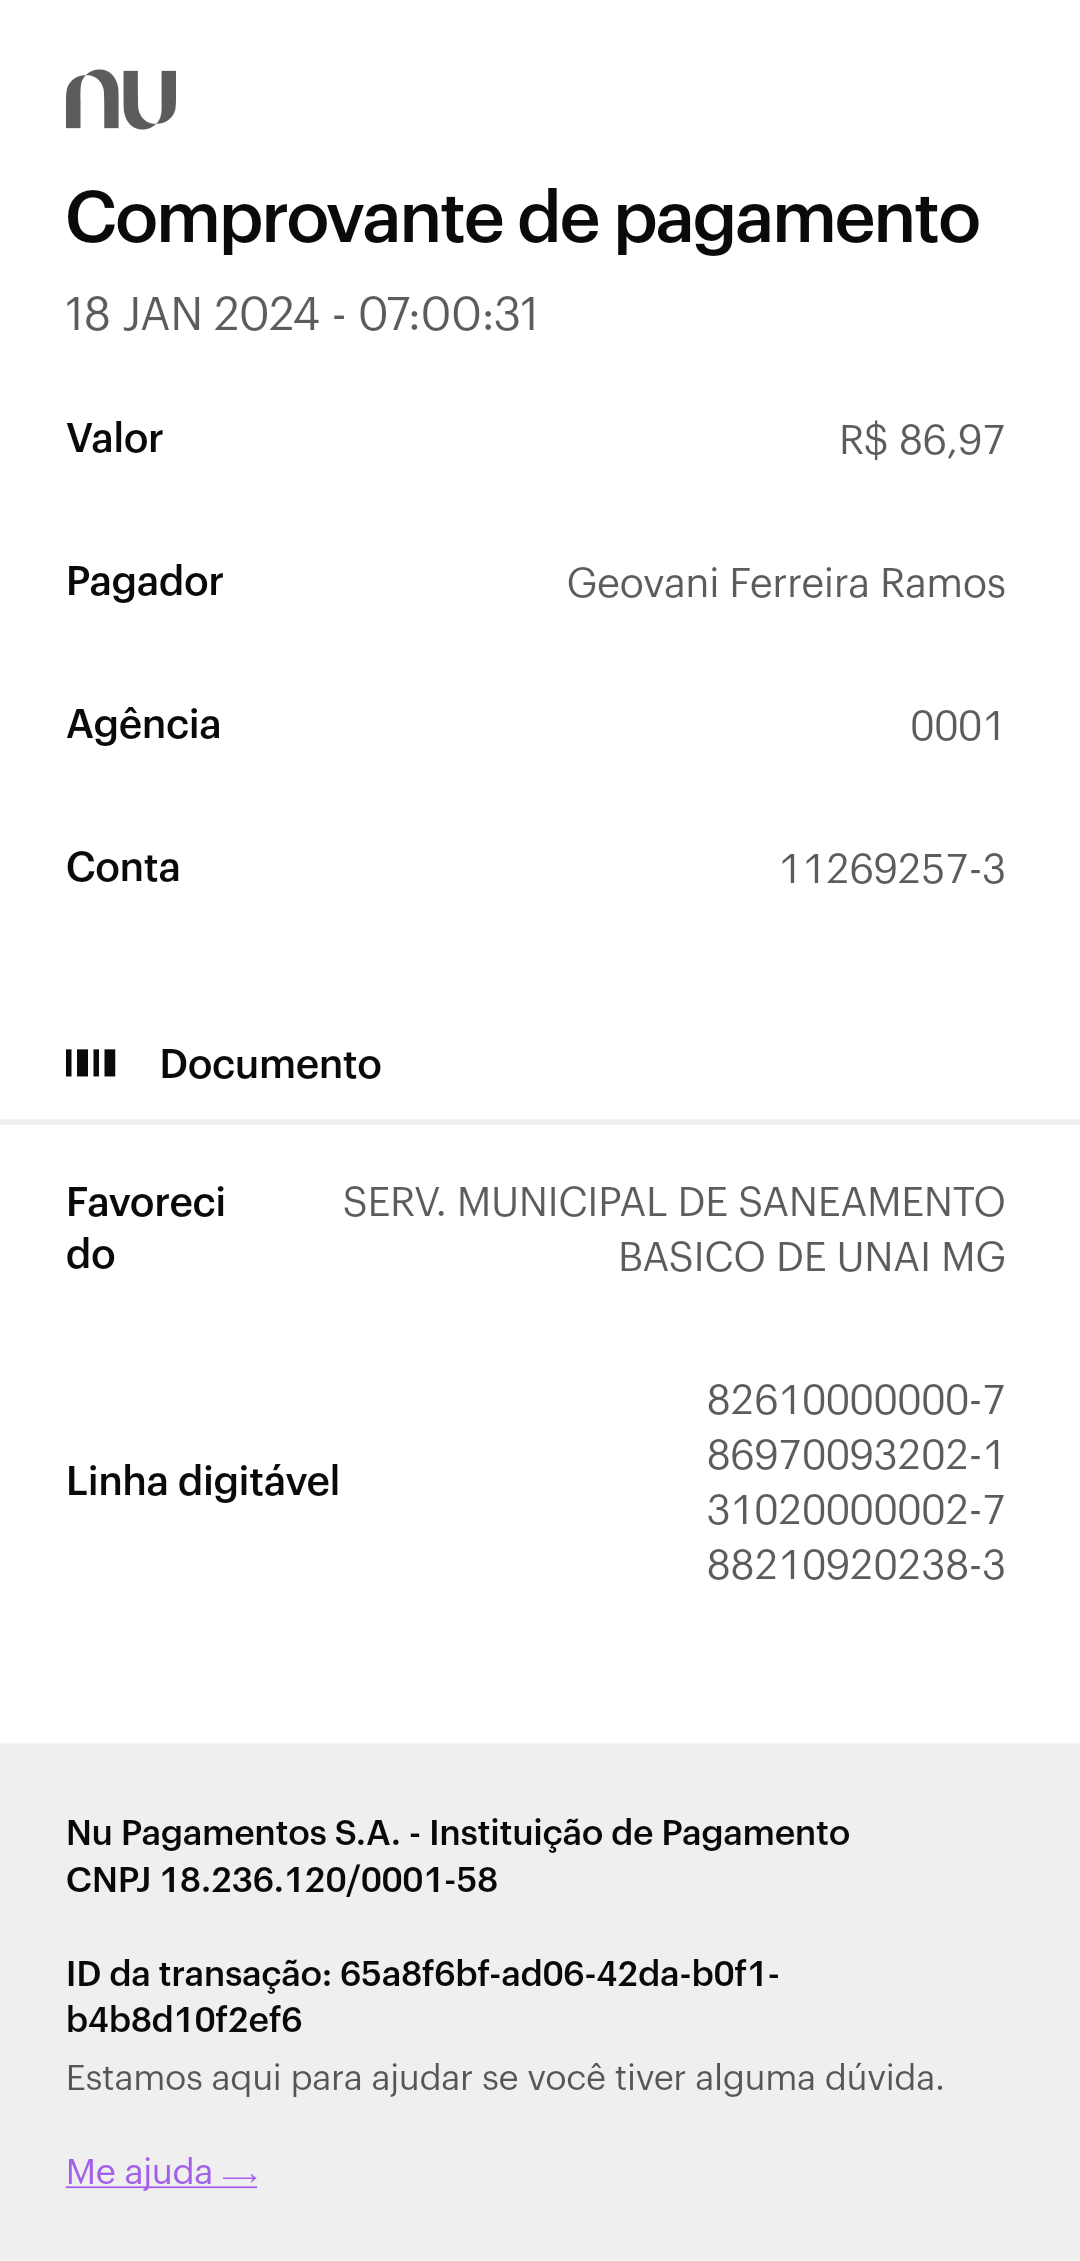 nu
Comprovante de pagamento
18 JAN 2024 - 07:00:31
Valor R$ 86,97
Pagador Geovani Ferreira Ramos
Agência 0001
Conta 11269257-3
Documento
Favoreci SERV. MUNICIPAL DE SANEAMENTO
do BASICO DE UNAI MG
82610000000-7
86970093202-1
Linha digitável
31020000002-7
88210920238-3
Nu Pagamentos S.A. - Instituição de Pagamento
CNPJ 18.236.120/0001-58
ID da transação: 65a8f6bf-ad06-42da-b0f1-
b4b8d10f2ef6
Estamos aqui para ajudar se você tiver alguma dúvida.
Me ajuda →